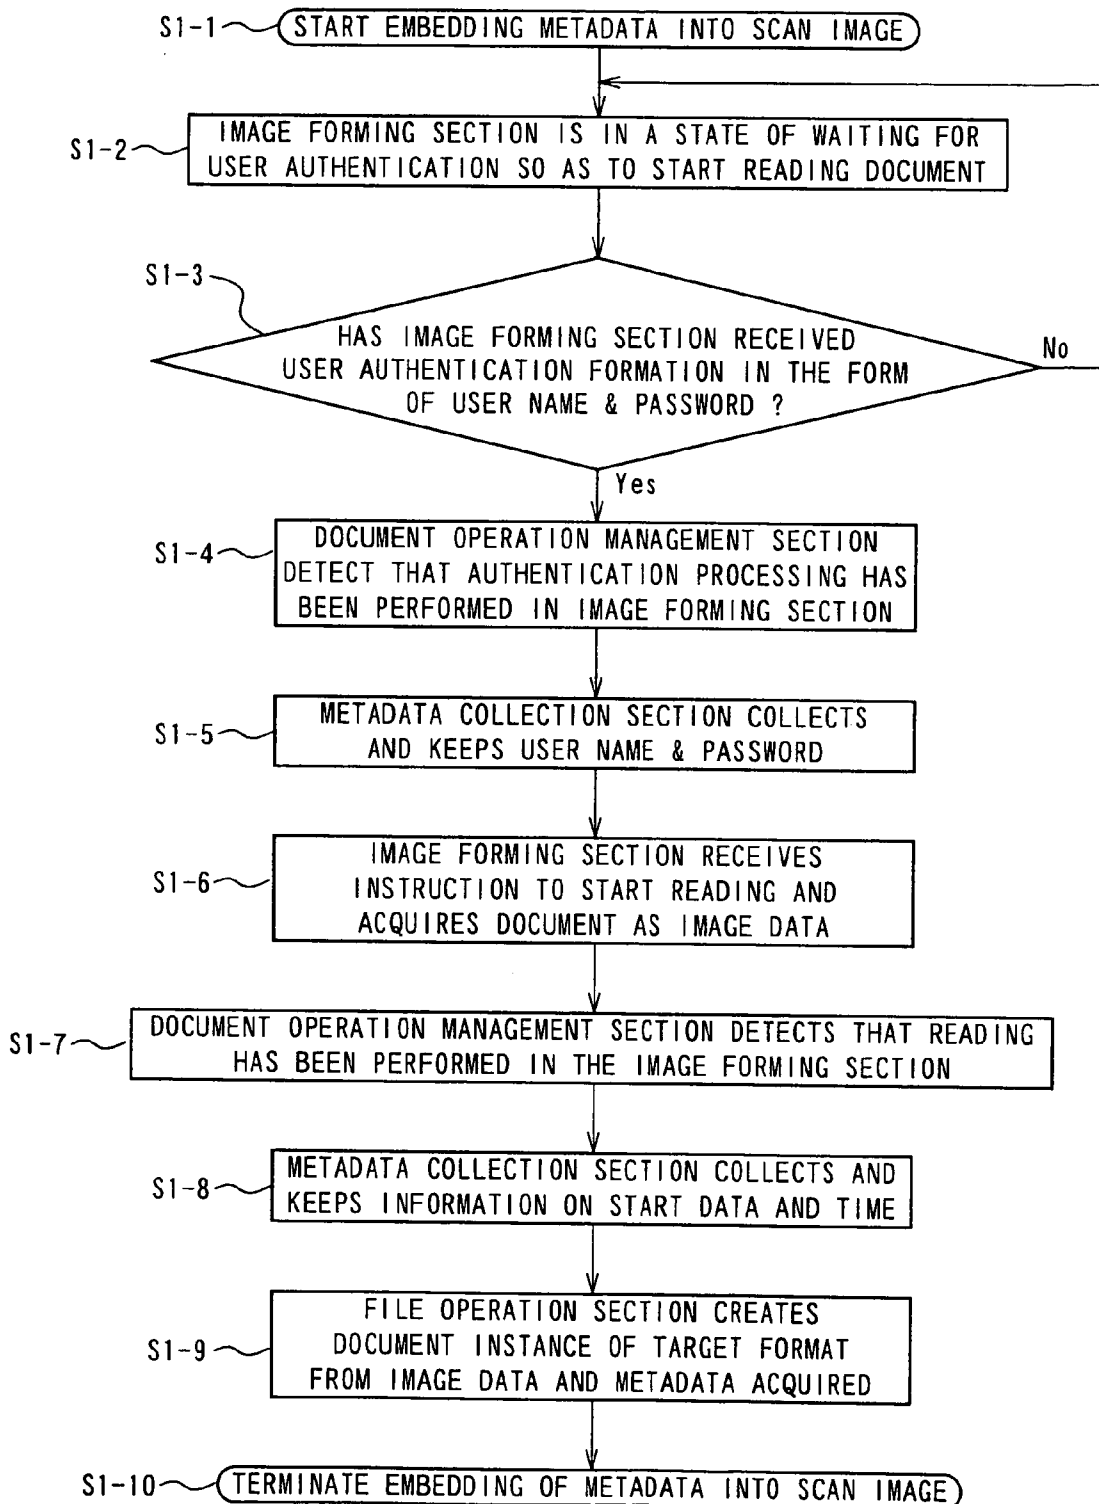 S1-1
START EMBEDDING METADATA INTO SCAN IMAGE
S1-2
IMAGE FORMING SECTION IS IN A STATE OF WAITING FOR
USER AUTHENTICATION SO AS TO START READING DOCUMENT
S1-3
HAS IMAGE FORMING SECTION RECEIVED
USER AUTHENTICATION FORMATION IN THE FORM
OF USER NAME & PASSWORD ?
No
Yes
S1-4
DOCUMENT OPERATION MANAGEMENT SECTION
DETECT THAT AUTHENTICATION PROCESSING HAS
BEEN PERFORMED IN IMAGE FORMING SECTION
S1-5
METADATA COLLECTION SECTION COLLECTS
AND KEEPS USER NAME & PASSWORD
S1-6
IMAGE FORMING SECTION RECEIVES
INSTRUCTION TO START READING AND
ACQUIRES DOCUMENT AS IMAGE DATA
S1-7
DOCUMENT OPERATION MANAGEMENT SECTION DETECTS THAT READING
HAS BEEN PERFORMED IN THE IMAGE FORMING SECTION
S1-8
METADATA COLLECTION SECTION COLLECTS AND
KEEPS INFORMATION ON START DATA AND TIME
S1-9
FILE OPERATION SECTION CREATES
DOCUMENT INSTANCE OF TARGET FORMAT
FROM IMAGE DATA AND METADATA ACQUIRED
S1-10
TERMINATE EMBEDDING OF METADATA INTO SCAN IMAGE